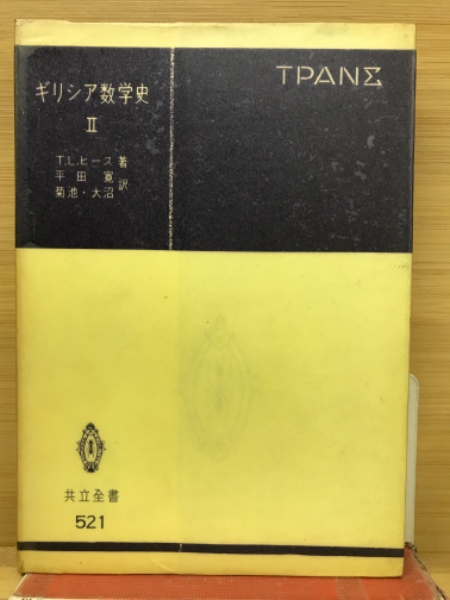 ギリシア数学史
II
T.L.ヒース 著
平田 寛
菊池・大沼 訳
TPANΣ
共立全書
521